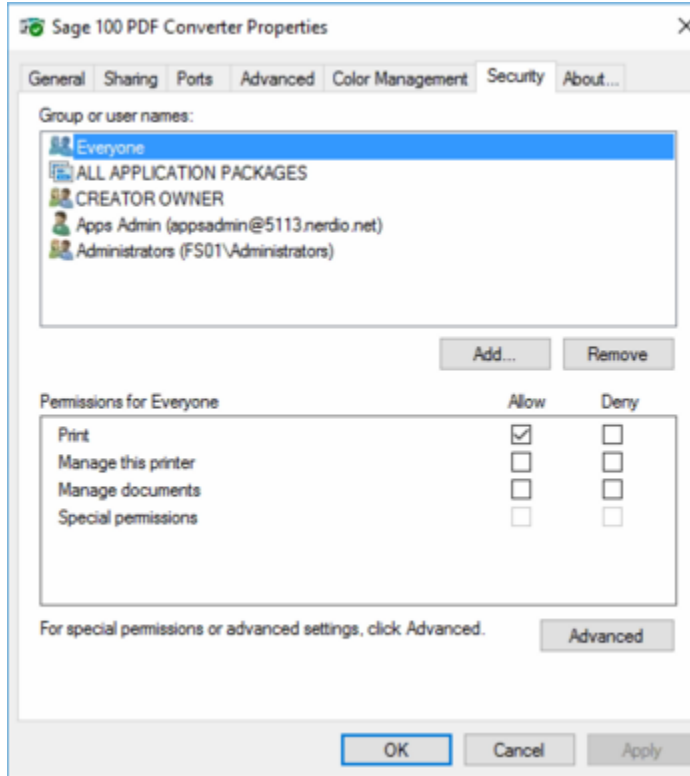 Sage 100 PDF Converter Properties
General Sharing Ports Advanced Color Management Security About...
Group or user names:
Everyone
ALL APPLICATION PACKAGES
CREATOR OWNER
Apps Admin (appsadmin@5113.nerdio.net)
Administrators (FS01\Administrators)
Add... Remove
Permissions for Everyone Allow Deny
Print
Manage this printer
Manage documents
Special permissions
For special permissions or advanced settings, click Advanced.
Advanced
OK Cancel Apply